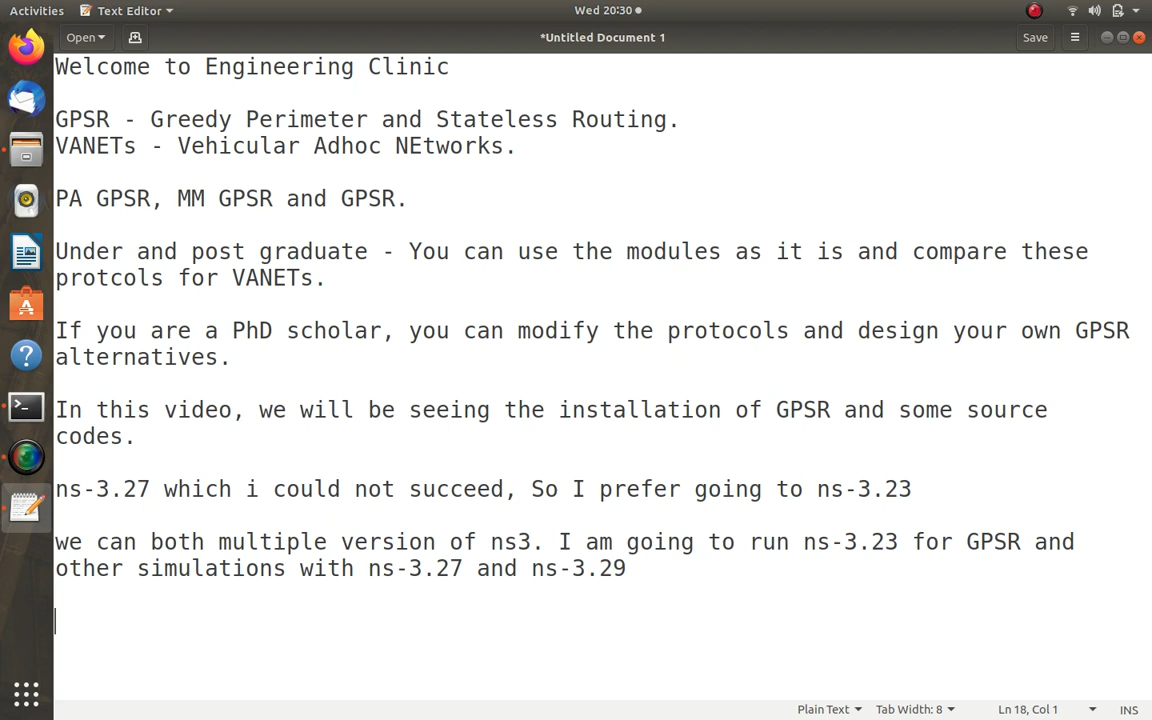 Activities Text Editor Wed 20:30
Open *Untitled Document 1 Save
Welcome to Engineering Clinic
GPSR - Greedy Perimeter and Stateless Routing.
VANETs - Vehicular Adhoc NEtworks.
PA GPSR, MM GPSR and GPSR.
Under and post graduate - You can use the modules as it is and compare these
protcols for VANETs.
If you are a PhD scholar, you can modify the protocols and design your own GPSR
alternatives.
In this video, we will be seeing the installation of GPSR and some source
codes.
ns-3.27 which i could not succeed, So I prefer going to ns-3.23
we can both multiple version of ns3. I am going to run ns-3.23 for GPSR and
other simulations with ns-3.27 and ns-3.29
Plain Text Tab Width: 8 Ln 18, Col 1 INS